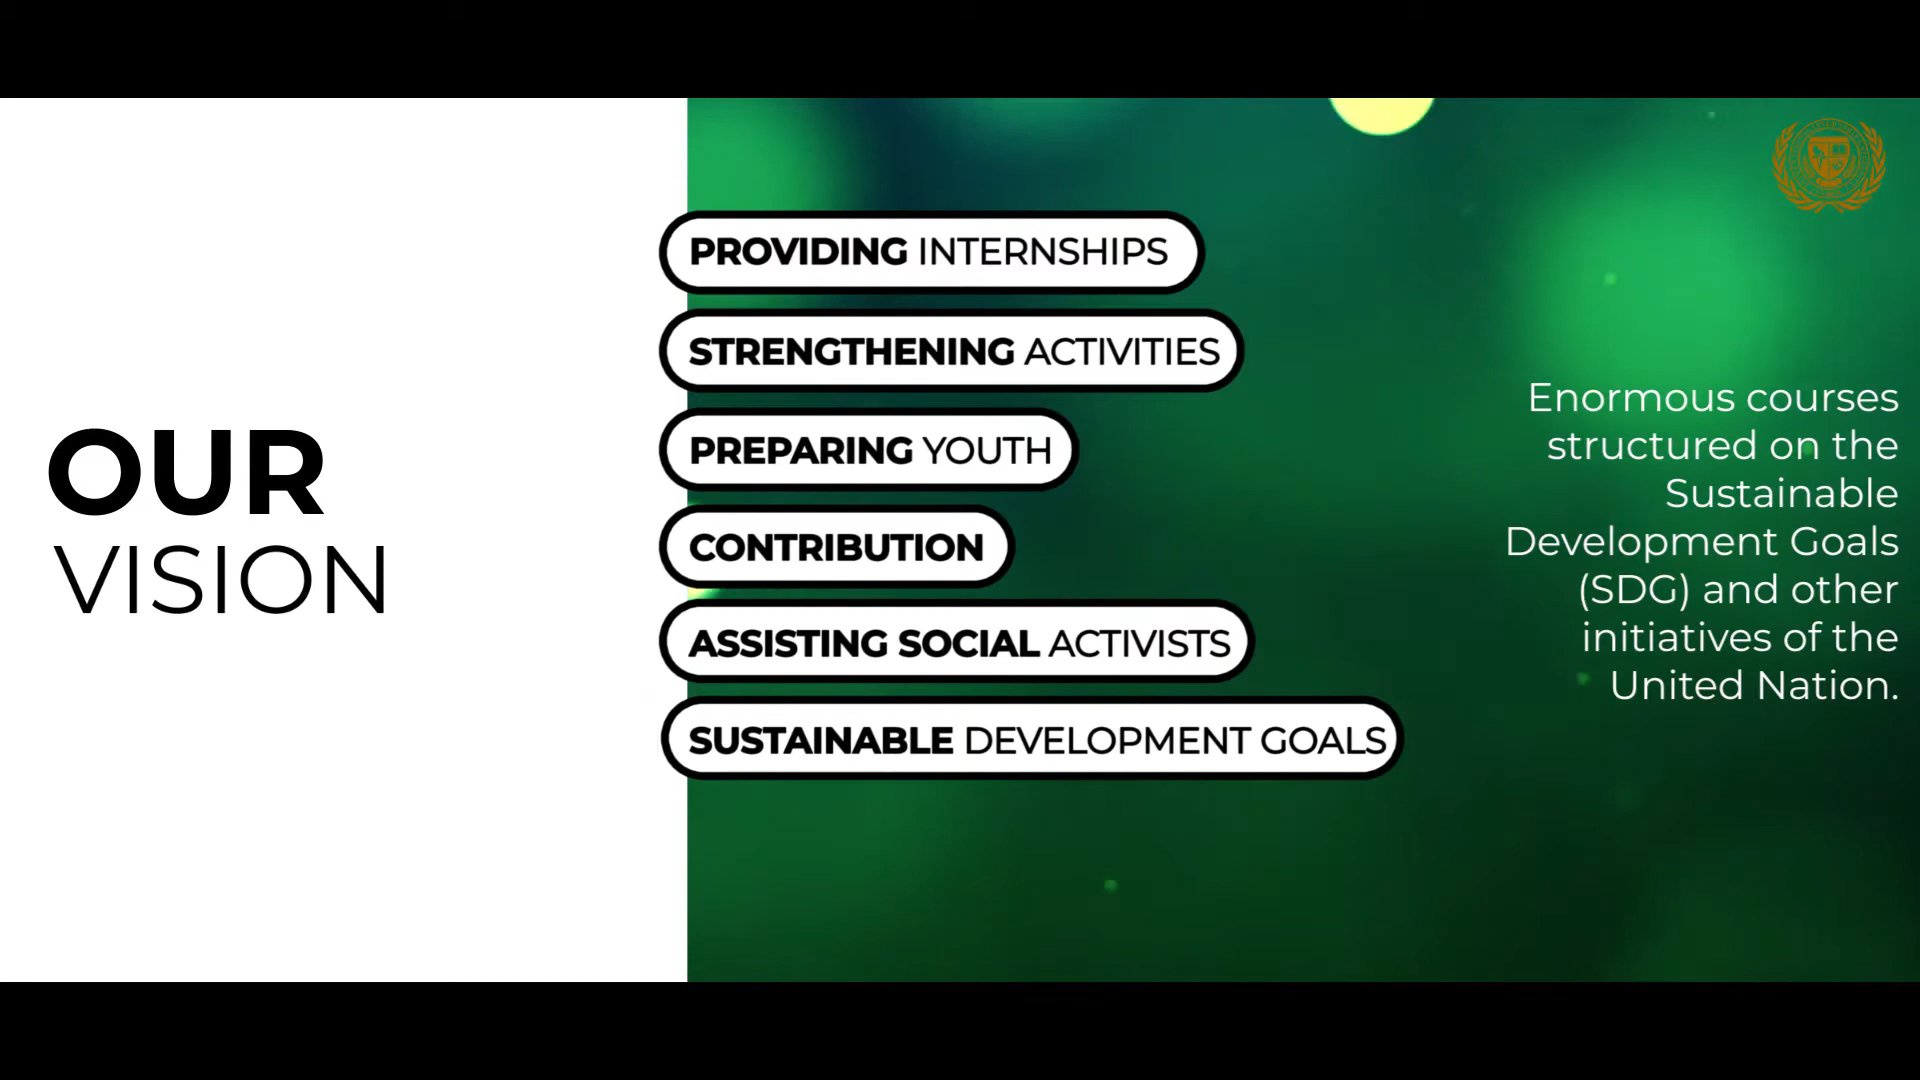 OUR
VISION
PROVIDING INTERNSHIPS
STRENGTHENING ACTIVITIES
PREPARING YOUTH
CONTRIBUTION
ASSISTING SOCIAL ACTIVISTS
SUSTAINABLE DEVELOPMENT GOALS
Enormous courses
structured on the
Sustainable
Development Goals
(SDG) and other
initiatives of the
United Nation.